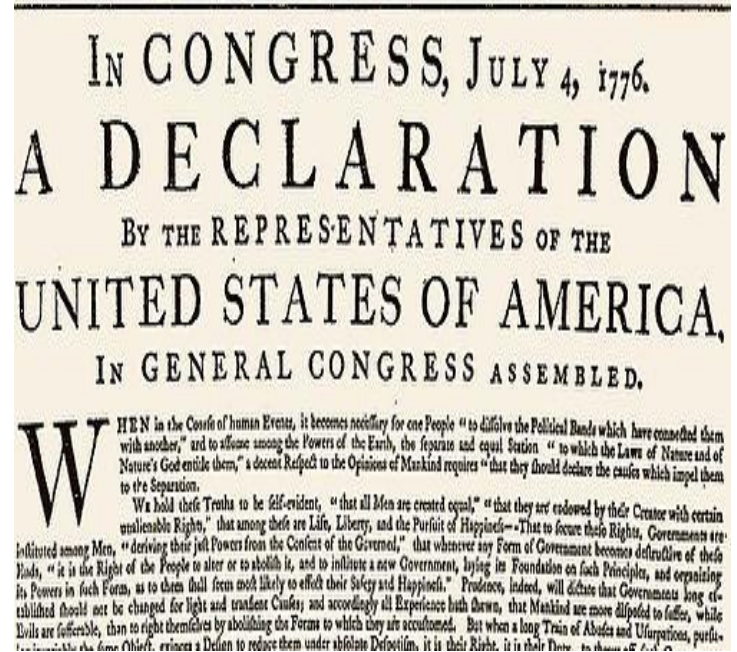 IN CONGRESS, JULY 4, 1776.
A DECLARATION
BY THE REPRESENTATIVES OF THE
UNITED STATES OF AMERICA,
IN GENERAL CONGRESS ASSEMBLED.
WHEN in the Courſe of human Events, it becomes neceſſary for one People “ to diſſolve the Political Bands which have connected them
with another,” and to aſſume among the Powers of the Earth, the ſeparate and equal Station “ to which the Laws of Nature and of
Nature's God entitle them,” a decent Reſpect to the Opinions of Mankind requires “ that they ſhould declare the cauſes which impel them
to the Separation.
We hold theſe Truths to be ſelf-evident, “ that all Men are created equal,” “ that they are endowed by their Creator with certain
unalienable Rights,” that among theſe are Life, Liberty, and the Purſuit of Happineſs--That to ſecure theſe Rights, Governments are
inſtituted among Men, “ deriving their juſt Powers from the Conſent of the Governed,” that whenever any Form of Government becomes deſtructive of theſe
Ends, “ it is the Right of the People to alter or to aboliſh it, and to inſtitute a new Government, laying its Foundation on ſuch Principles, and organizing
its Powers in ſuch Form, as to them ſhall ſeem moſt likely to effect their Safety and Happineſs.” Prudence, indeed, will dictate that Governments long eſ-
tabliſhed ſhould not be changed for light and tranſient Cauſes; and accordingly all Experience hath ſhewn, that Mankind are more diſpoſed to ſuffer, while
Evils are ſufferable, than to right themſelves by aboliſhing the Forms to which they are accuſtomed. But when a long Train of Abuſes and Uſurpations, purſu-
the ſame Object, evinces a Deſign to reduce them under abſolute Deſpotiſm, it is their Right, it is their Duty, to throw off